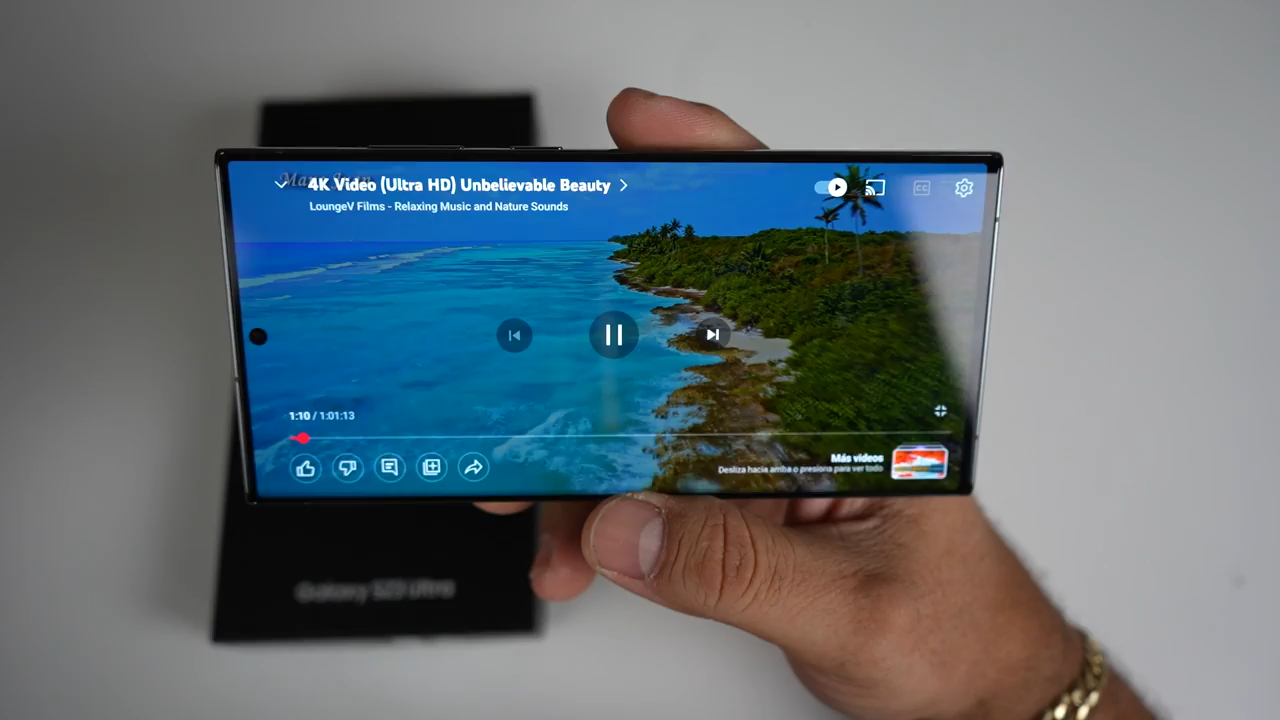 4K Video (Ultra HD) Unbelievable Beauty
LoungeV Films - Relaxing Music and Nature Sounds
CC
1:10 / 1:01:13
Más videos
Desliza hacia arriba o presiona para ver todo
Galaxy S23 Ultra